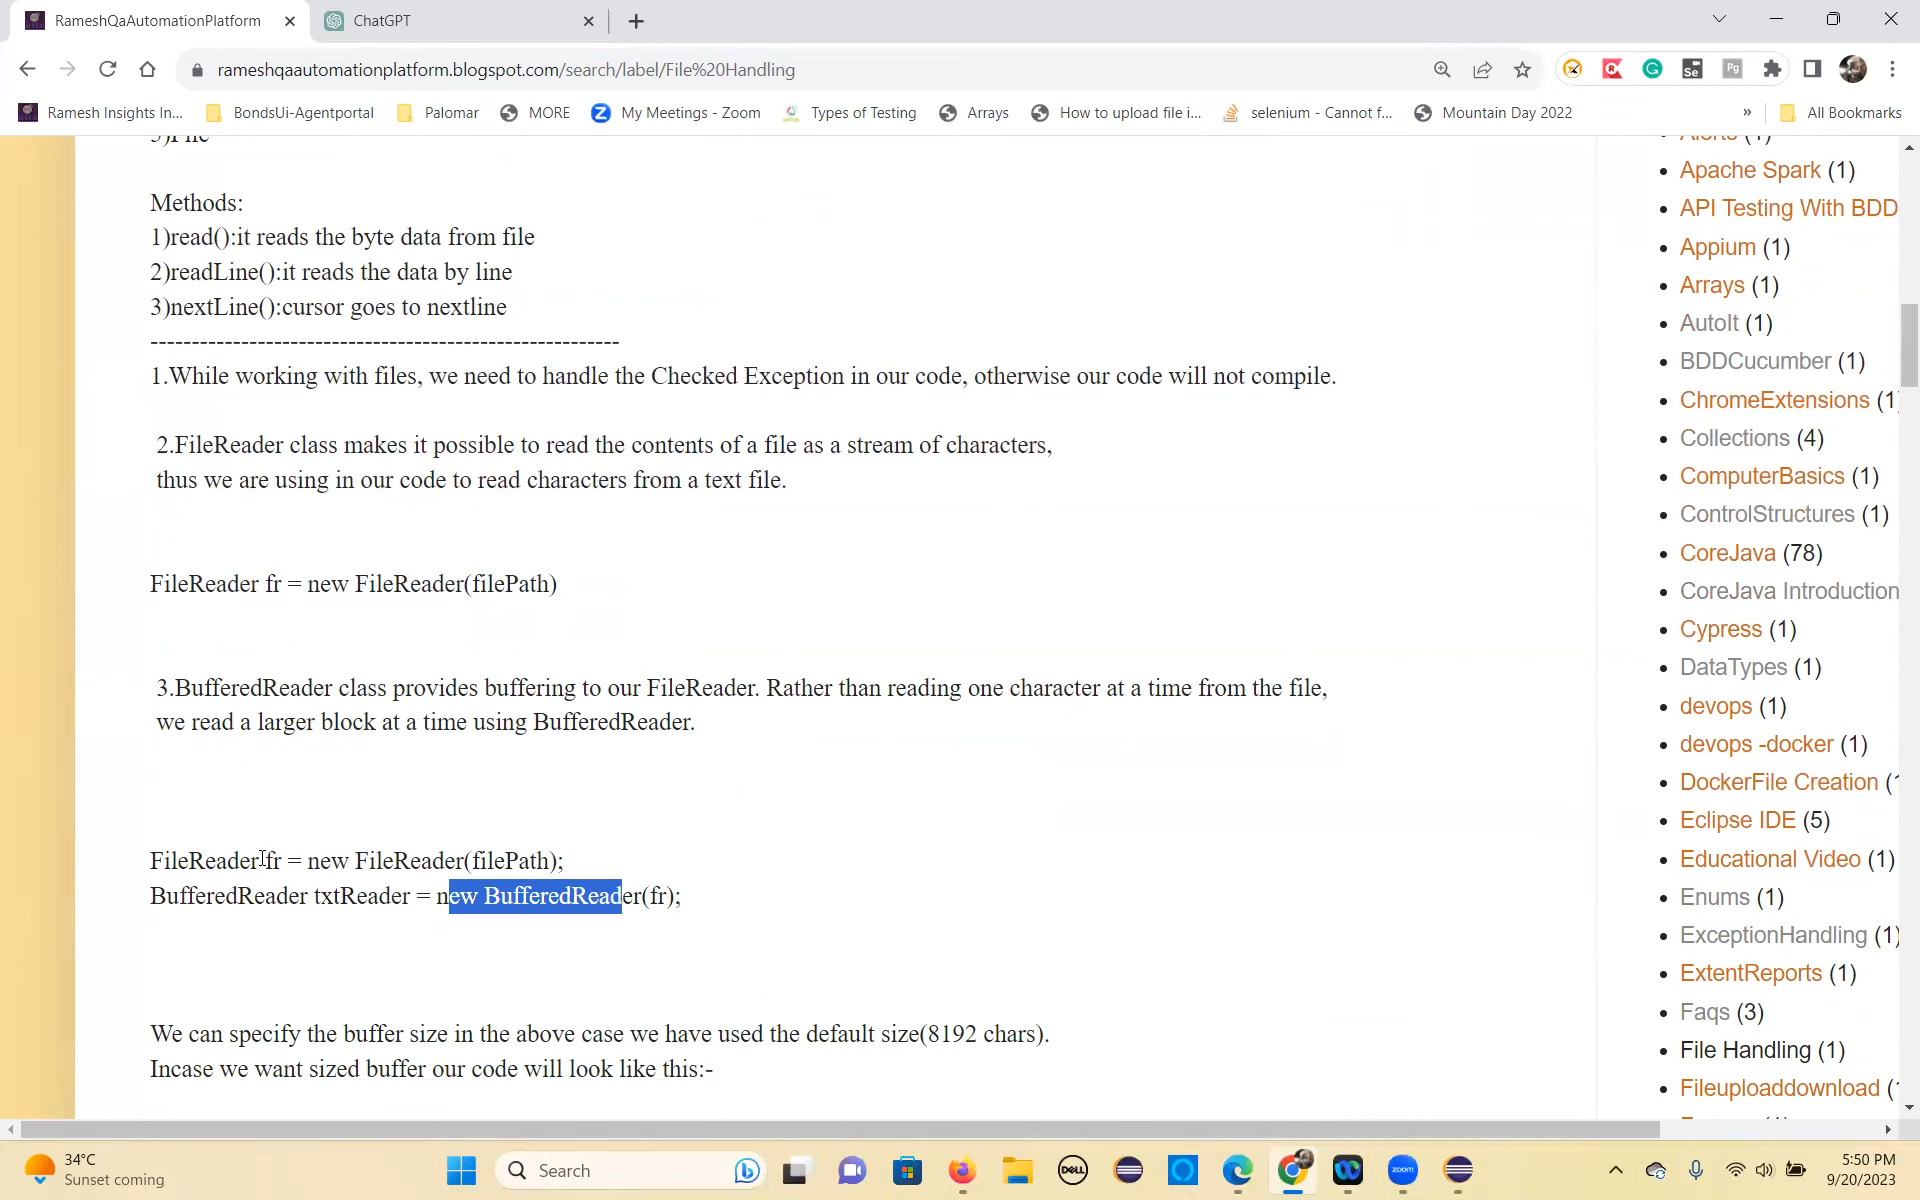 RameshQaAutomationPlatform
ChatGPT
rameshqaautomationplatform.blogspot.com/search/label/File%20Handling
Ramesh Insights In...
BondsUi-Agentportal
Palomar
MORE
My Meetings - Zoom
Types of Testing
Arrays
How to upload file i...
selenium - Cannot f...
Mountain Day 2022
»
All Bookmarks
5)File
Methods:
1)read():it reads the byte data from file
2)readLine():it reads the data by line
3)nextLine():cursor goes to nextline
---------------------------------------------------------
1.While working with files, we need to handle the Checked Exception in our code, otherwise our code will not compile.
2.FileReader class makes it possible to read the contents of a file as a stream of characters,
thus we are using in our code to read characters from a text file.
FileReader fr = new FileReader(filePath)
3.BufferedReader class provides buffering to our FileReader. Rather than reading one character at a time from the file,
we read a larger block at a time using BufferedReader.
FileReader fr = new FileReader(filePath);
BufferedReader txtReader = new BufferedReader(fr);
We can specify the buffer size in the above case we have used the default size(8192 chars).
Incase we want sized buffer our code will look like this:-
Alerts (1)
Apache Spark (1)
API Testing With BDD
Appium (1)
Arrays (1)
AutoIt (1)
BDDCucumber (1)
ChromeExtensions (1)
Collections (4)
ComputerBasics (1)
ControlStructures (1)
CoreJava (78)
CoreJava Introduction
Cypress (1)
DataTypes (1)
devops (1)
devops -docker (1)
DockerFile Creation (1
Eclipse IDE (5)
Educational Video (1)
Enums (1)
ExceptionHandling (1)
ExtentReports (1)
Faqs (3)
File Handling (1)
Fileuploaddownload (1
34°C
Sunset coming
Search
DELL
zoom
5:50 PM
9/20/2023